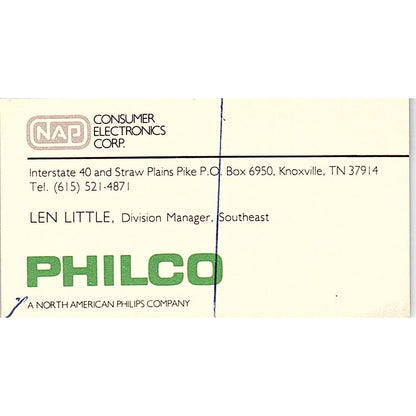 NAP CONSUMER
ELECTRONICS
CORP.
Interstate 40 and Straw Plains Pike P.O. Box 6950, Knoxville, TN 37914
Tel. (615) 521-4871
LEN LITTLE, Division Manager, Southeast
PHILCO
A NORTH AMERICAN PHILIPS COMPANY